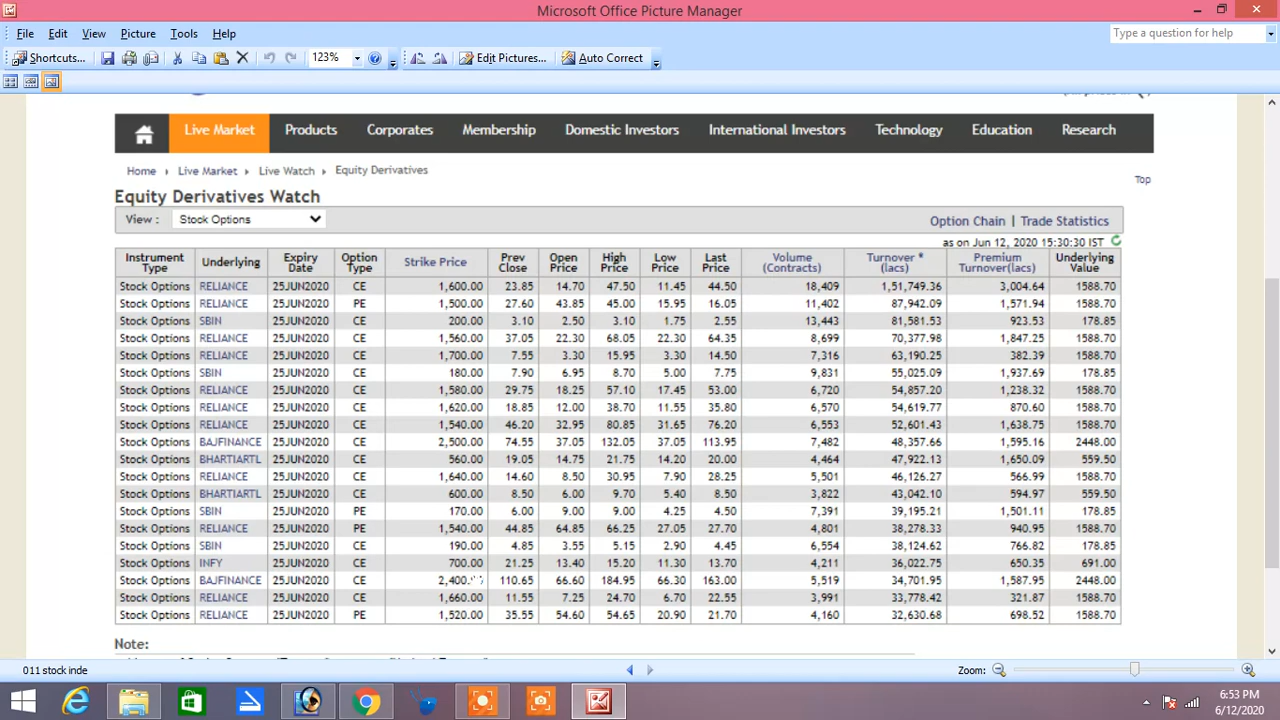 Microsoft Office Picture Manager
File Edit View Picture Tools Help
Type a question for help
Shortcuts... 123% Edit Pictures... Auto Correct
Live Market Products Corporates Membership Domestic Investors International Investors Technology Education Research
Home Live Market Live Watch Equity Derivatives
Top
Equity Derivatives Watch
View : Stock Options
Option Chain | Trade Statistics
as on Jun 12, 2020 15:30:30 IST
Instrument Type Underlying Expiry Date Option Type Strike Price Prev Close Open Price High Price Low Price Last Price Volume (Contracts) Turnover * (lacs) Premium Turnover(lacs) Underlying Value
Stock Options RELIANCE 25JUN2020 CE 1,600.00 23.85 14.70 47.50 11.45 44.50 18,409 1,51,749.36 3,004.64 1588.70
Stock Options RELIANCE 25JUN2020 PE 1,500.00 27.60 43.85 45.00 15.95 16.05 11,402 87,942.09 1,571.94 1588.70
Stock Options SBIN 25JUN2020 CE 200.00 3.10 2.50 3.10 1.75 2.55 13,443 81,581.53 923.53 178.85
Stock Options RELIANCE 25JUN2020 CE 1,560.00 37.05 22.30 68.05 22.30 64.35 8,699 70,377.98 1,847.25 1588.70
Stock Options RELIANCE 25JUN2020 CE 1,700.00 7.55 3.30 15.95 3.30 14.50 7,316 63,190.25 382.39 1588.70
Stock Options SBIN 25JUN2020 CE 180.00 7.90 6.95 8.70 5.00 7.75 9,831 55,025.09 1,937.69 178.85
Stock Options RELIANCE 25JUN2020 CE 1,580.00 29.75 18.25 57.10 17.45 53.00 6,720 54,857.20 1,238.32 1588.70
Stock Options RELIANCE 25JUN2020 CE 1,620.00 18.85 12.00 38.70 11.55 35.80 6,570 54,619.77 870.60 1588.70
Stock Options RELIANCE 25JUN2020 CE 1,540.00 46.20 32.95 80.85 31.65 76.20 6,553 52,601.43 1,638.75 1588.70
Stock Options BAJFINANCE 25JUN2020 CE 2,500.00 74.55 37.05 132.05 37.05 113.95 7,482 48,357.66 1,595.16 2448.00
Stock Options BHARTIARTL 25JUN2020 CE 560.00 19.05 14.75 21.75 14.20 20.00 4,464 47,922.13 1,650.09 559.50
Stock Options RELIANCE 25JUN2020 CE 1,640.00 14.60 8.50 30.95 7.90 28.25 5,501 46,126.27 566.99 1588.70
Stock Options BHARTIARTL 25JUN2020 CE 600.00 8.50 6.00 9.70 5.40 8.50 3,822 43,042.10 594.97 559.50
Stock Options SBIN 25JUN2020 PE 170.00 6.00 9.00 9.00 4.25 4.50 7,391 39,195.21 1,501.11 178.85
Stock Options RELIANCE 25JUN2020 PE 1,540.00 44.85 64.85 66.25 27.05 27.70 4,801 38,278.33 940.95 1588.70
Stock Options SBIN 25JUN2020 CE 190.00 4.85 3.55 5.15 2.90 4.45 6,554 38,124.62 766.82 178.85
Stock Options INFY 25JUN2020 CE 700.00 21.25 13.40 15.20 11.30 13.70 4,211 36,022.75 650.35 691.00
Stock Options BAJFINANCE 25JUN2020 CE 2,400. 110.65 66.60 184.95 66.30 163.00 5,519 34,701.95 1,587.95 2448.00
Stock Options RELIANCE 25JUN2020 CE 1,660.00 11.55 7.25 24.70 6.70 22.55 3,991 33,778.42 321.87 1588.70
Stock Options RELIANCE 25JUN2020 PE 1,520.00 35.55 54.60 54.65 20.90 21.70 4,160 32,630.68 698.52 1588.70
Note:
011 stock inde
Zoom:
6:53 PM
6/12/2020